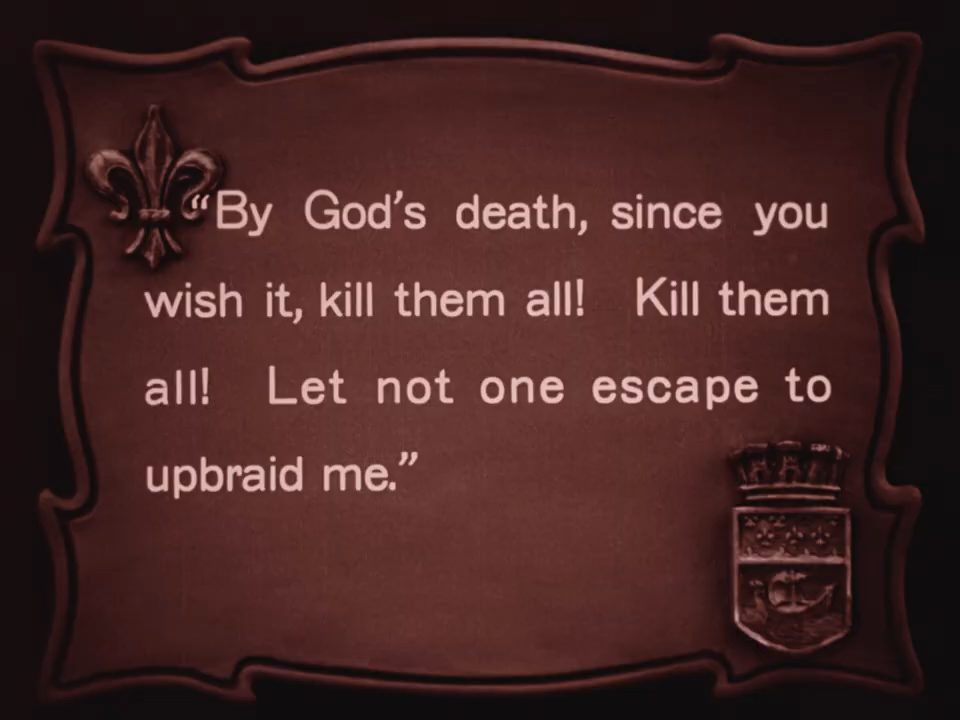 “By God’s death, since you
wish it, kill them all! Kill them
all! Let not one escape to
upbraid me.”